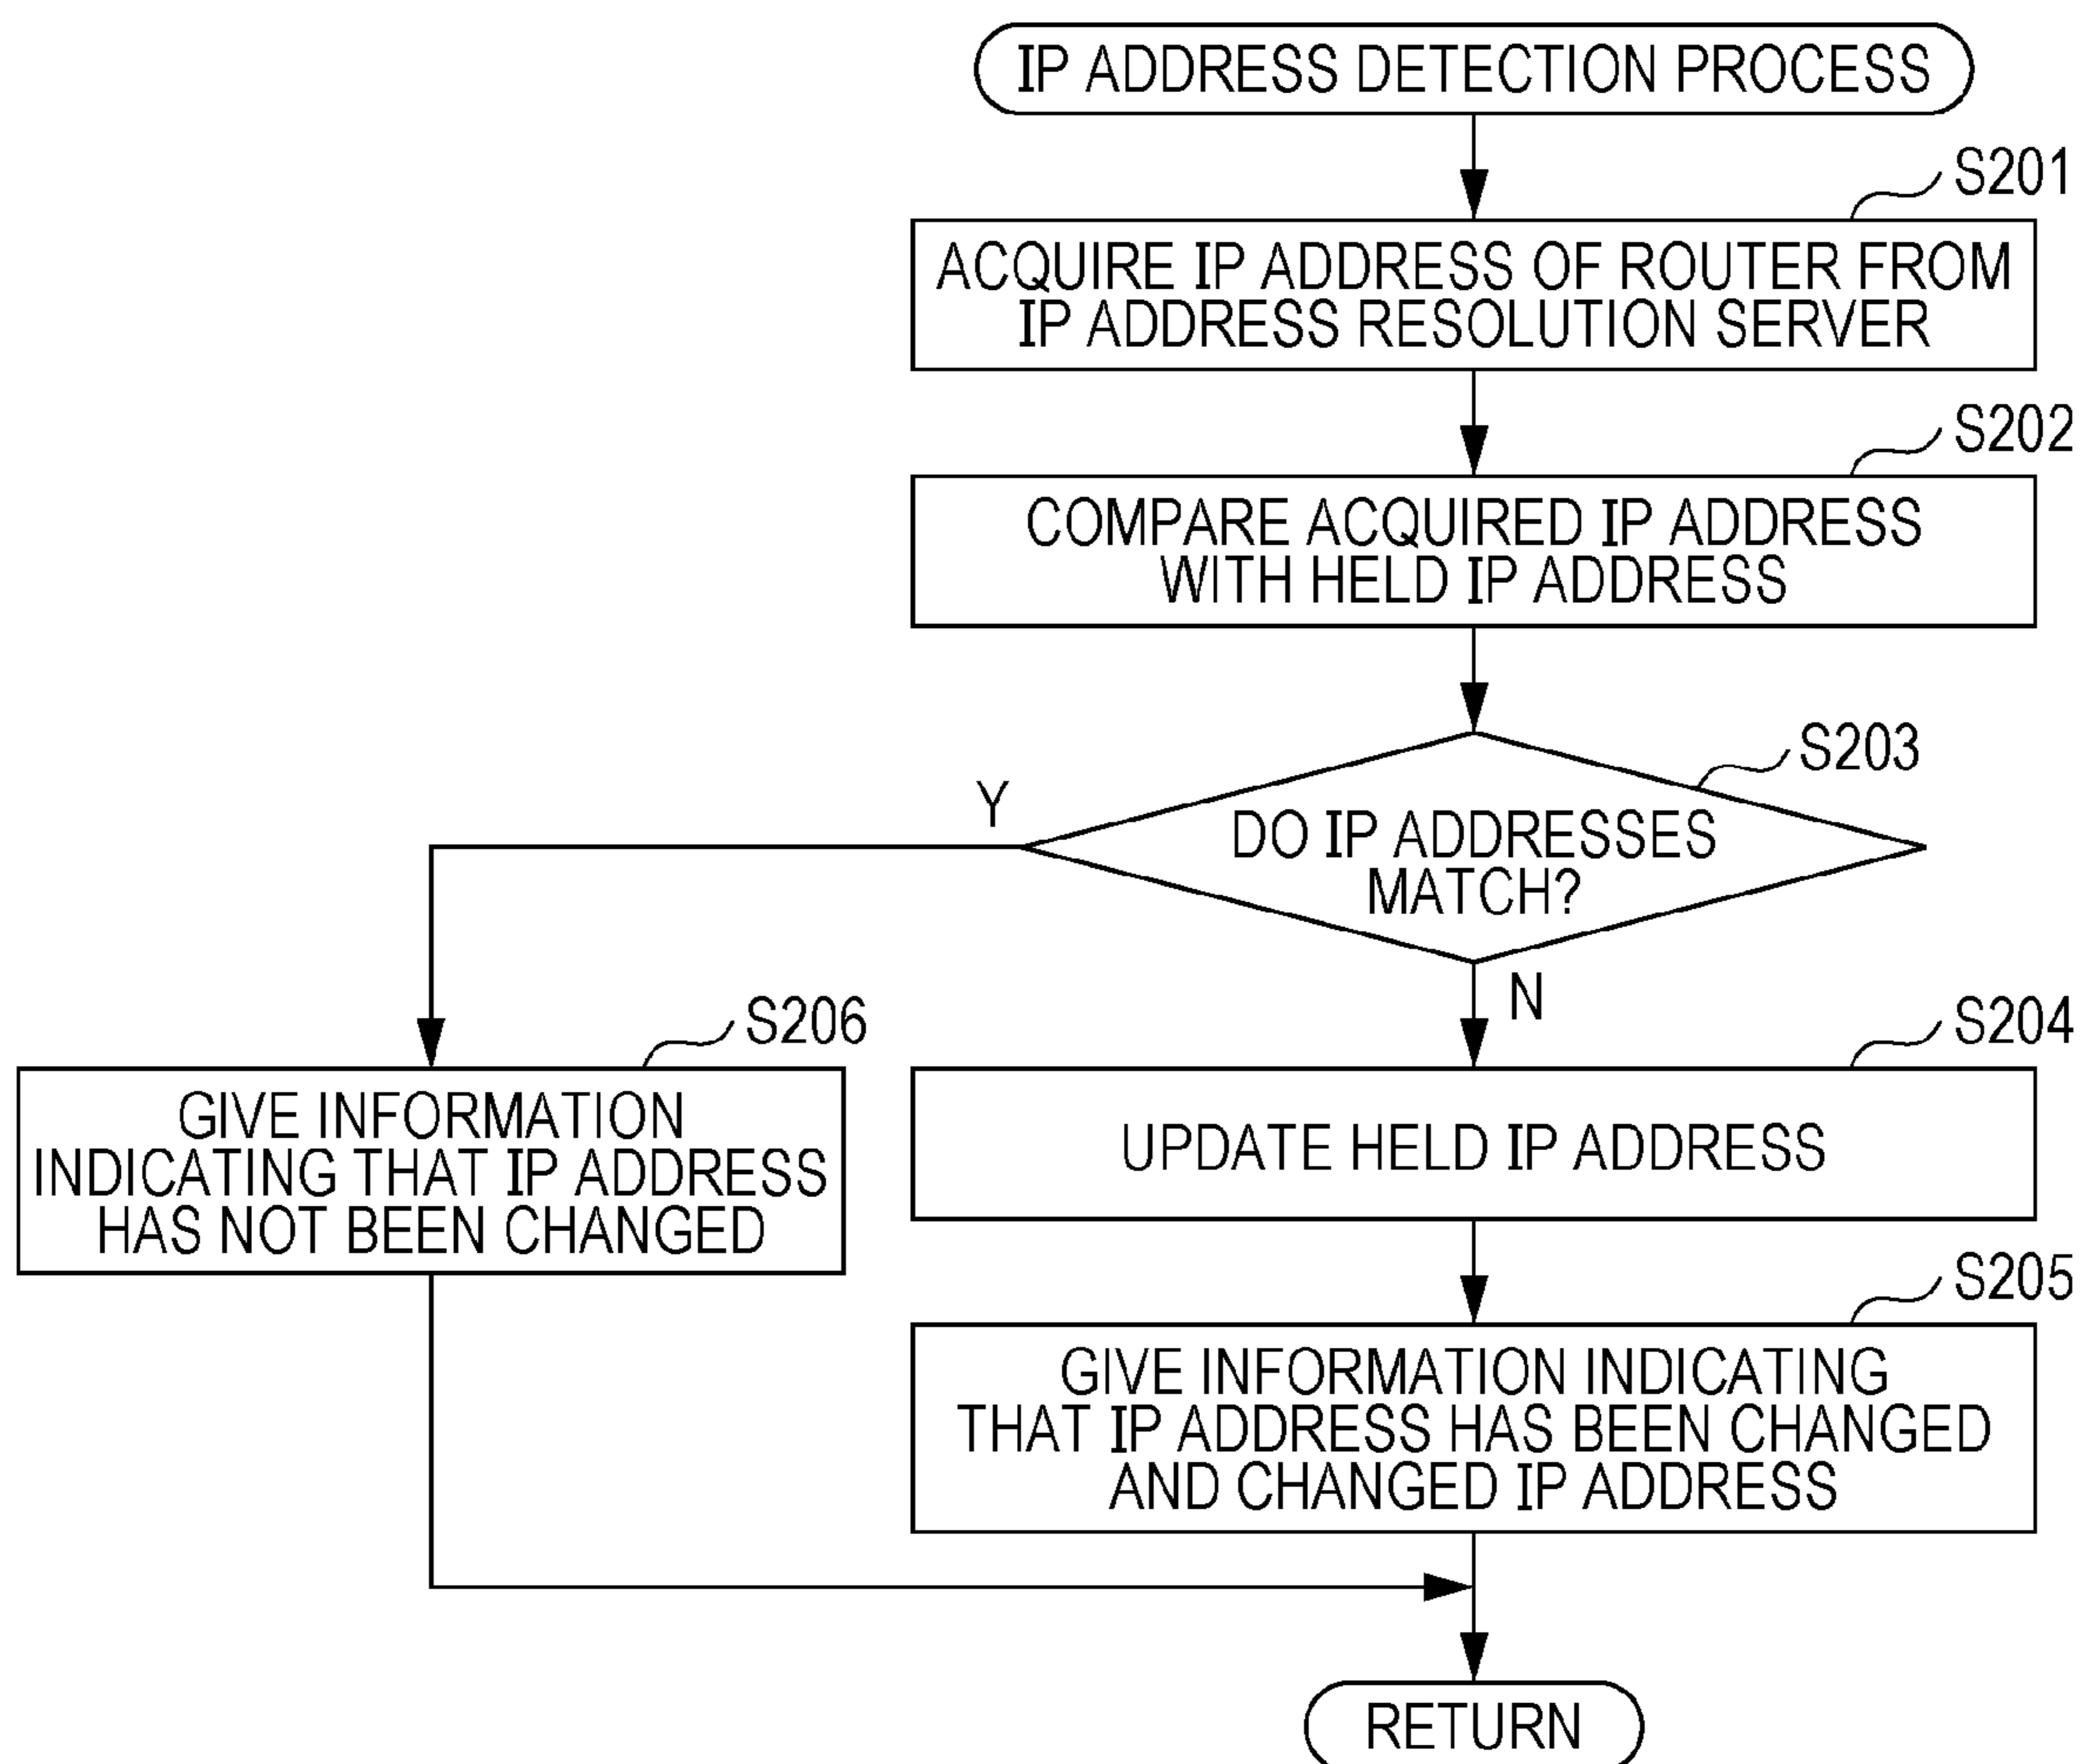 IP ADDRESS DETECTION PROCESS
S201
ACQUIRE IP ADDRESS OF ROUTER FROM
IP ADDRESS RESOLUTION SERVER
S202
COMPARE ACQUIRED IP ADDRESS
WITH HELD IP ADDRESS
S203
Y
DO IP ADDRESSES
MATCH?
N
S206
GIVE INFORMATION
INDICATING THAT IP ADDRESS
HAS NOT BEEN CHANGED
S204
UPDATE HELD IP ADDRESS
S205
GIVE INFORMATION INDICATING
THAT IP ADDRESS HAS BEEN CHANGED
AND CHANGED IP ADDRESS
RETURN